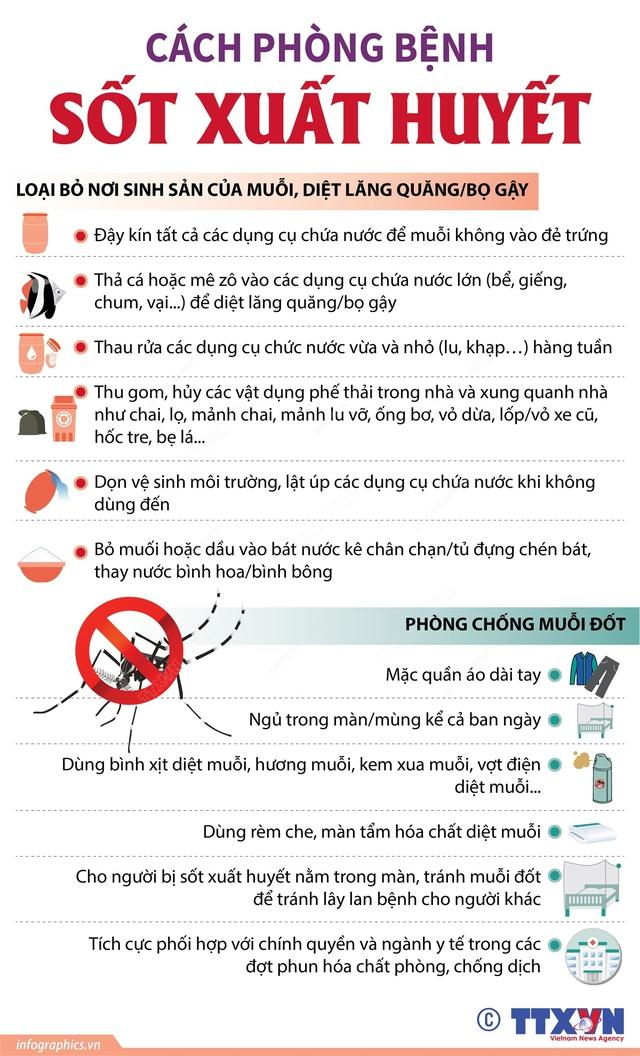 CÁCH PHÒNG BỆNH
SỐT XUẤT HUYẾT
LOẠI BỎ NƠI SINH SẢN CỦA MUỖI, DIỆT LĂNG QUĂNG/BỌ GẬY
Đậy kín tất cả các dụng cụ chứa nước để muỗi không vào đẻ trứng
Thả cá hoặc mê zô vào các dụng cụ chứa nước lớn (bể, giếng,
chum, vại...) để diệt lăng quăng/bọ gậy
Thau rửa các dụng cụ chức nước vừa và nhỏ (lu, khạp...) hàng tuần
Thu gom, hủy các vật dụng phế thải trong nhà và xung quanh nhà
như chai, lọ, mảnh chai, mảnh lu vỡ, ống bơ, vỏ dừa, lốp/vỏ xe cũ,
hốc tre, bẹ lá...
Dọn vệ sinh môi trường, lật úp các dụng cụ chứa nước khi không
dùng đến
Bỏ muối hoặc dầu vào bát nước kê chân chạn/tủ đựng chén bát,
thay nước bình hoa/bình bông
PHÒNG CHỐNG MUỖI ĐỐT
Mặc quần áo dài tay
Ngủ trong màn/mùng kể cả ban ngày
Dùng bình xịt diệt muỗi, hương muỗi, kem xua muỗi, vợt điện
diệt muỗi...
Dùng rèm che, màn tẩm hóa chất diệt muỗi
Cho người bị sốt xuất huyết nằm trong màn, tránh muỗi đốt
để tránh lây lan bệnh cho người khác
Tích cực phối hợp với chính quyền và ngành y tế trong các
đợt phun hóa chất phòng, chống dịch
© TTXVN
Vietnam News Agency
infographics.vn